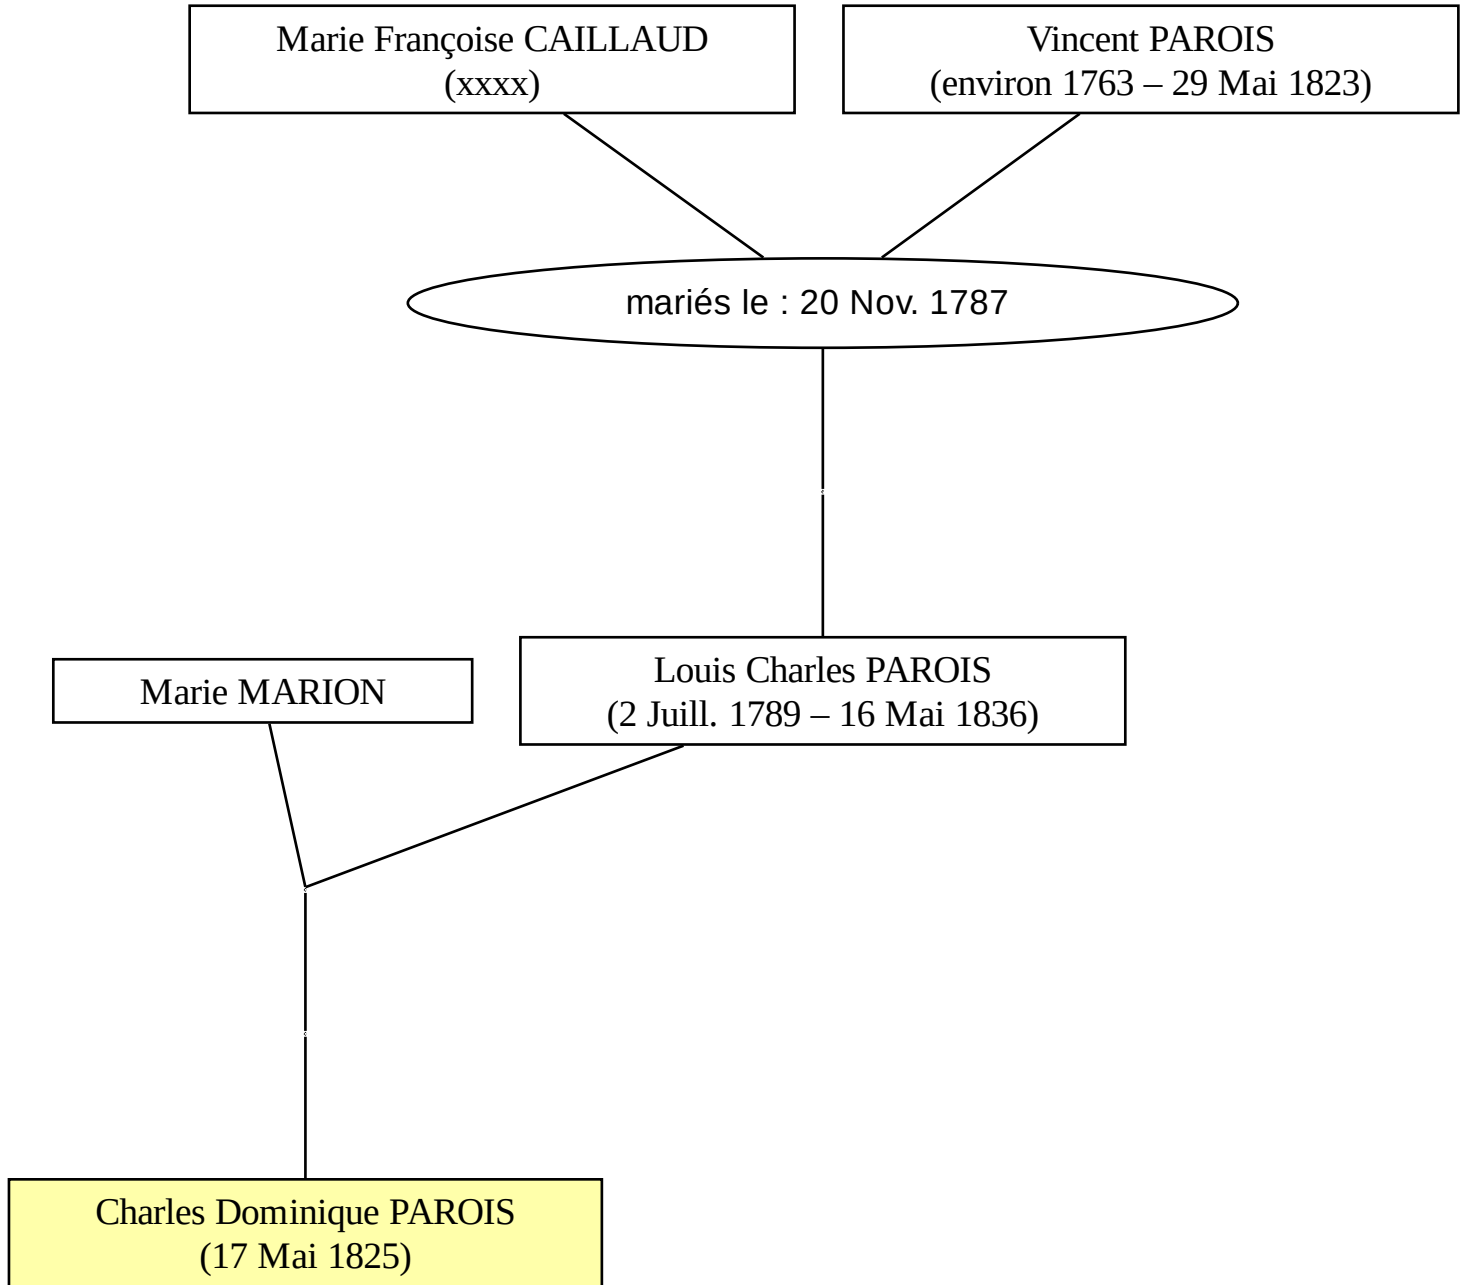 Marie Françoise CAILLAUD
(xxxx)
Vincent PAROIS
(environ 1763 – 29 Mai 1823)
mariés le : 20 Nov. 1787
Marie MARION
Louis Charles PAROIS
(2 Juill. 1789 – 16 Mai 1836)
Charles Dominique PAROIS
(17 Mai 1825)